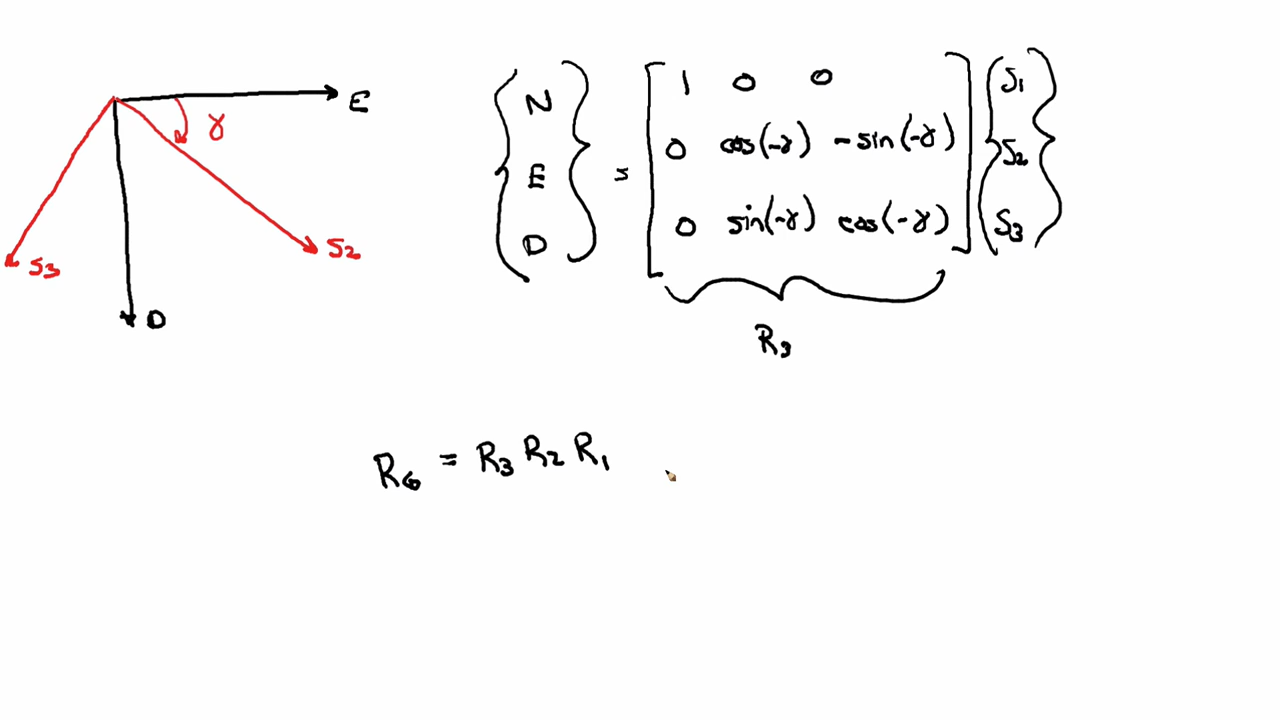 E
γ
S2
S3
D
N
E
D
=
1 0 0
0 cos(-γ) -sin(-γ)
0 sin(-γ) cos(-γ)
S1
S2
S3
R3
RG = R3 R2 R1